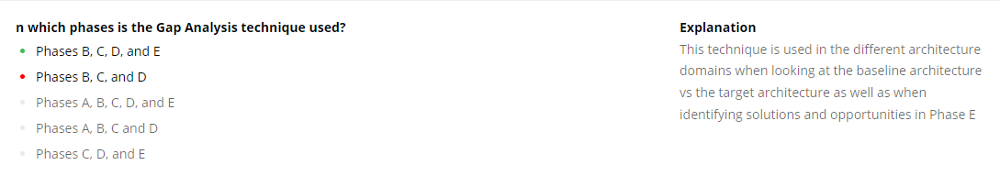 n which phases is the Gap Analysis technique used?
Phases B, C, D, and E
Phases B, C, and D
Phases A, B, C, D, and E
Phases A, B, C and D
Phases C, D, and E
Explanation
This technique is used in the different architecture
domains when looking at the baseline architecture
vs the target architecture as well as when
identifying solutions and opportunities in Phase E